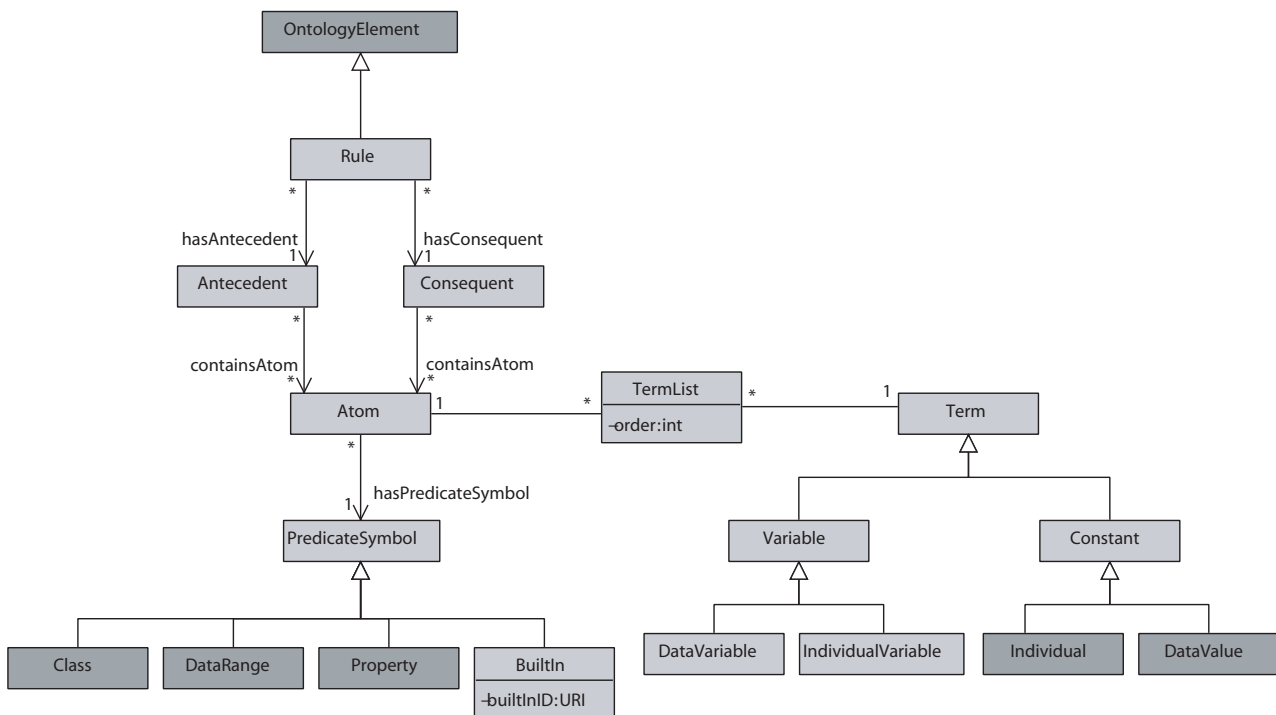 OntologyElement
Rule
* *
hasAntecedent hasConsequent
1 1
Antecedent Consequent
* *
containsAtom containsAtom
* *
Atom 1 * TermList * 1 Term
-order:int
*
hasPredicateSymbol
1
PredicateSymbol Variable Constant
Class DataRange Property BuiltIn DataVariable IndividualVariable Individual DataValue
-builtInID:URI